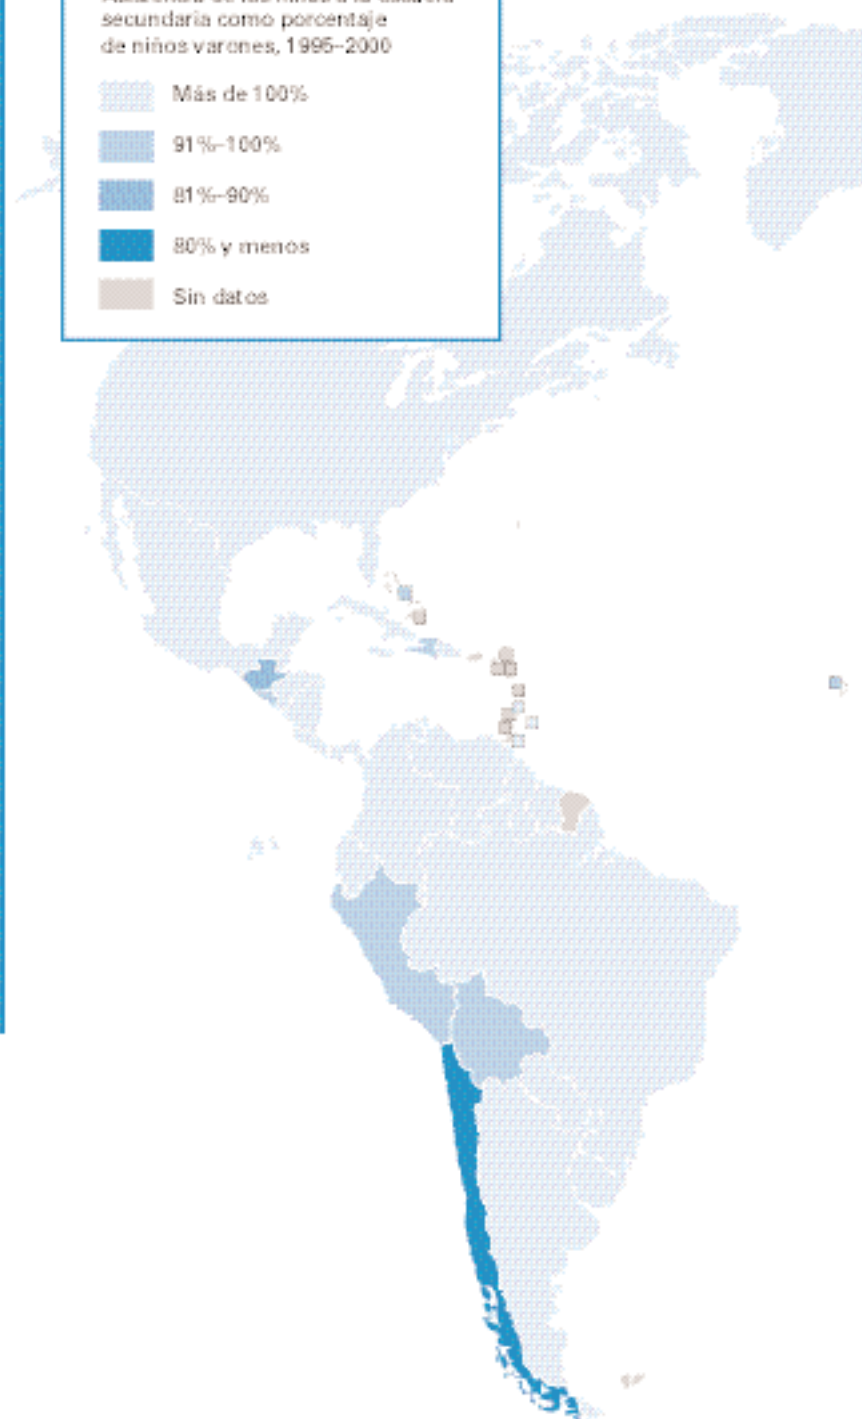 secundaria como porcentaje
de niños varones, 1995–2000
Más de 100%
91%–100%
81%–90%
80% y menos
Sin datos